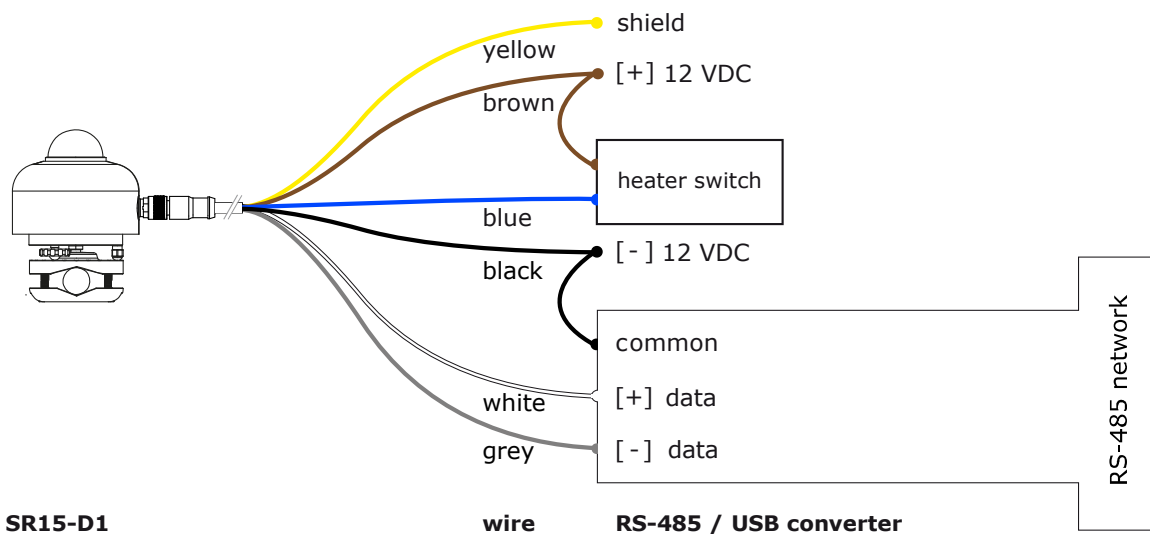 shield
yellow
[+] 12 VDC
brown
heater switch
blue
[-] 12 VDC
black
common
white
[+] data
grey
[-] data
RS-485 network
SR15-D1 wire RS-485 / USB converter